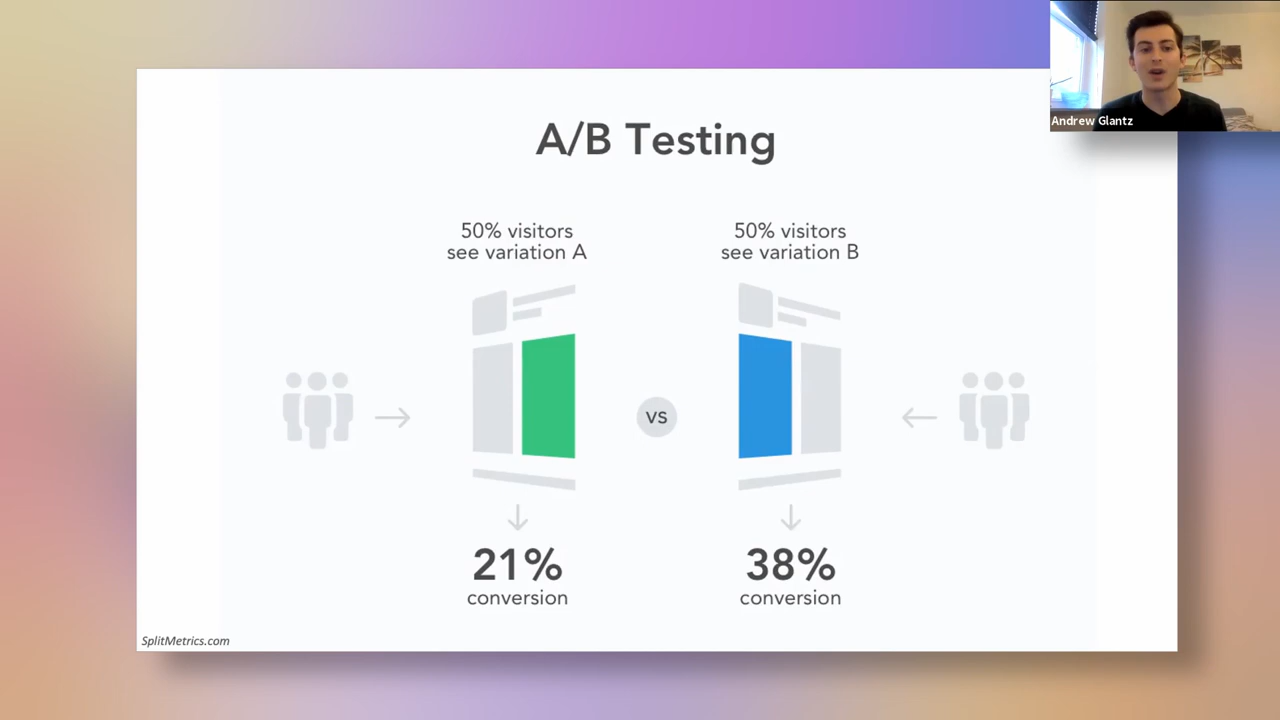 Andrew Glantz
A/B Testing
50% visitors
see variation A
50% visitors
see variation B
VS
21%
conversion
38%
conversion
SplitMetrics.com